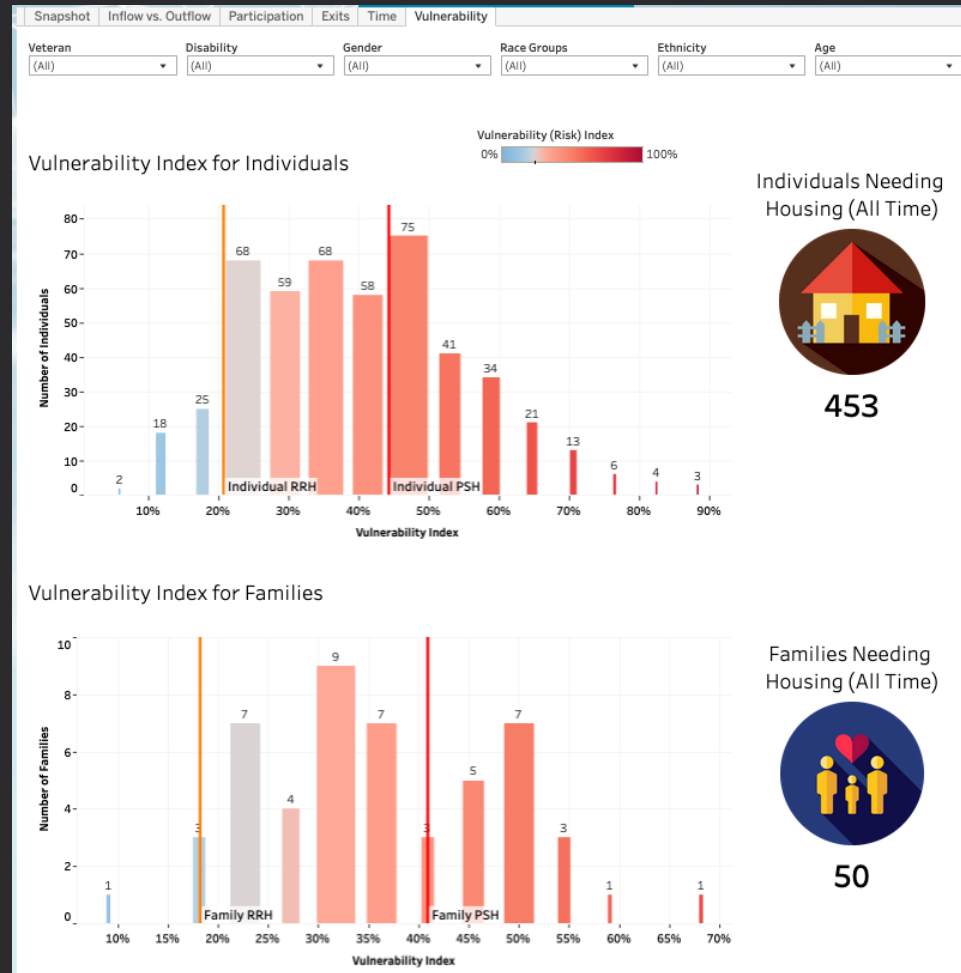 Snapshot Inflow vs. Outflow Participation Exits Time Vulnerability
Veteran Disability Gender Race Groups Ethnicity Age
(All) (All) (All) (All) (All) (All)
Vulnerability (Risk) Index
0% 100%
Vulnerability Index for Individuals
Individuals Needing
Housing (All Time)
453
Number of Individuals
80
70
60
50
40
30
20
10
0
2 18 25 68 59 68 58 75 41 34 21 13 6 4 3
Individual RRH Individual PSH
10% 20% 30% 40% 50% 60% 70% 80% 90%
Vulnerability Index
Vulnerability Index for Families
Families Needing
Housing (All Time)
50
Number of Families
10
8
6
4
2
0
1 3 7 4 9 7 3 5 7 3 1 1
Family RRH Family PSH
10% 15% 20% 25% 30% 35% 40% 45% 50% 55% 60% 65% 70%
Vulnerability Index